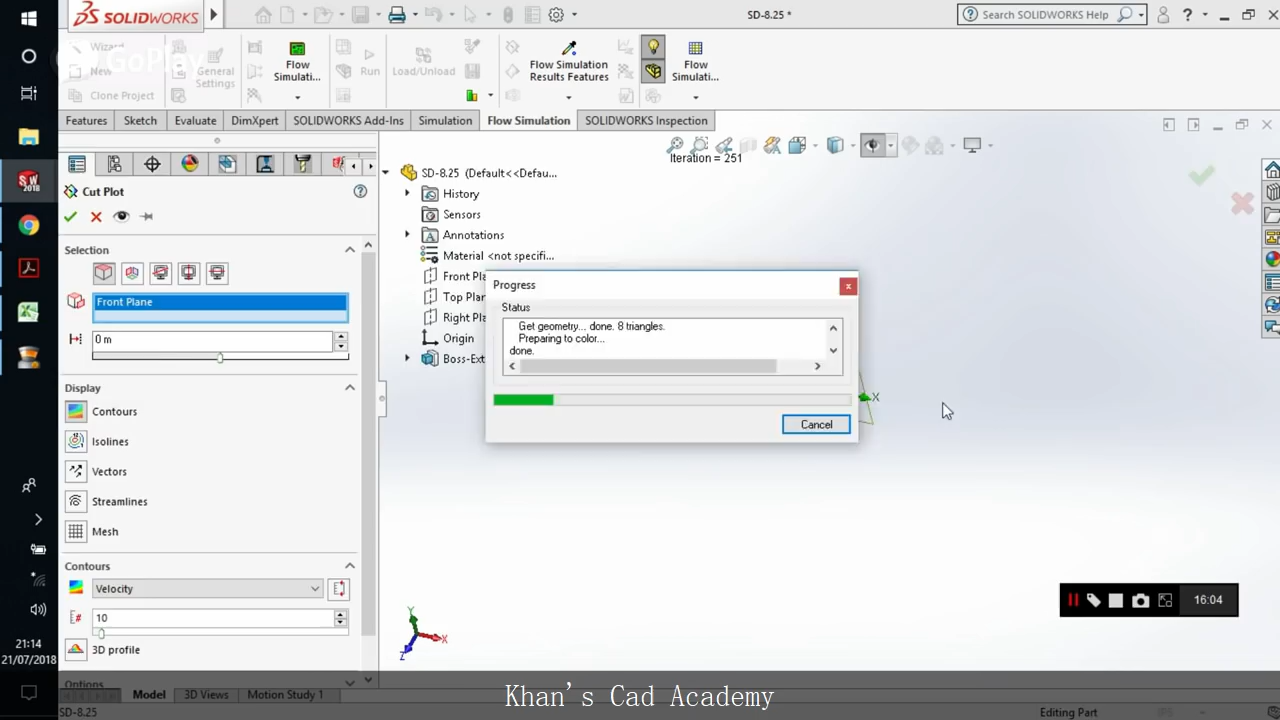 SOLIDWORKS
SD-8.25 *
Search SOLIDWORKS Help
?
GoPlay
Wizard
New
Clone Project
General
Settings
Flow
Simulati...
Run
Load/Unload
Flow Simulation
Results Features
Flow
Simulati...
Features
Sketch
Evaluate
DimXpert
SOLIDWORKS Add-Ins
Simulation
Flow Simulation
SOLIDWORKS Inspection
Iteration = 251
Cut Plot
Selection
Front Plane
0 m
Display
Contours
Isolines
Vectors
Streamlines
Mesh
Contours
Velocity
10
3D profile
Options
SD-8.25 (Default<<Defau...
History
Sensors
Annotations
Material <not specifi...
Front Pla
Top Plan
Right Pla
Origin
Boss-Ext
Progress
Status
Get geometry... done. 8 triangles.
Preparing to color...
done.
Cancel
X
Y
X
Z
16:04
SW
2018
21:14
21/07/2018
Model
3D Views
Motion Study 1
Khan's Cad Academy
SD-8.25
Editing Part
IPS